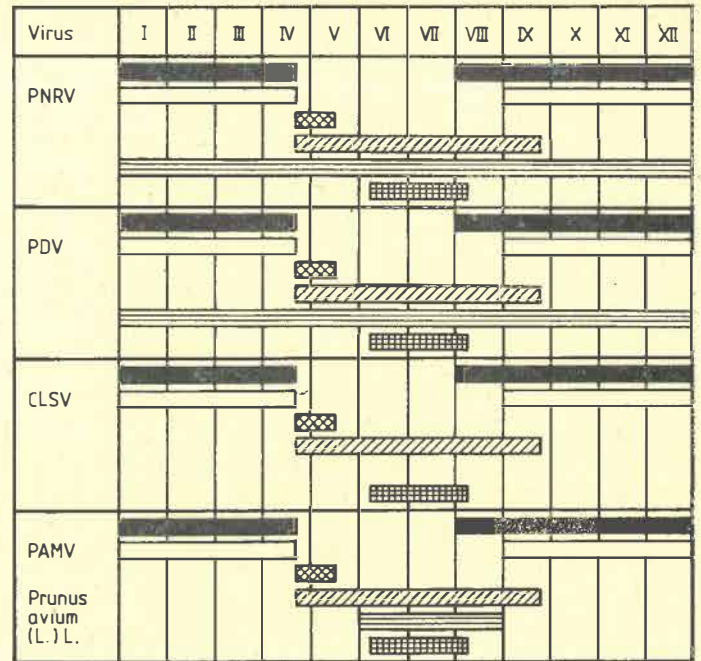 Virus I II III IV V VI VII VIII IX X XI XII
PNRV
PDV
CLSV
PAMV
Prunus
avium
(L.) L.